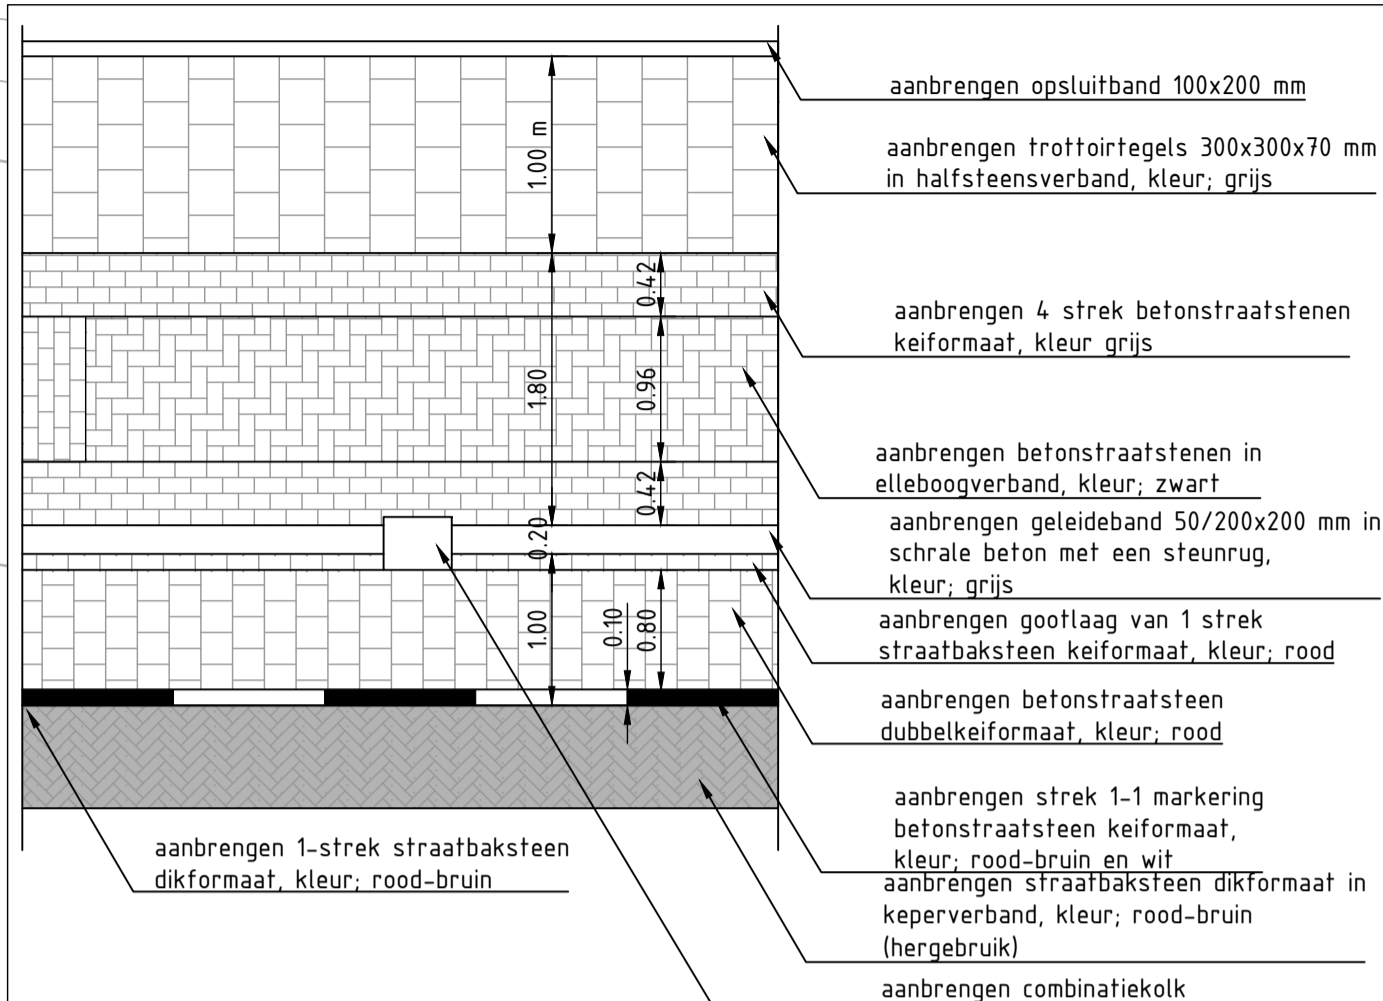 aanbrengen opsluitband 100x200 mm
aanbrengen trottoirtegels 300x300x70 mm
in halfsteensverband, kleur; grijs
aanbrengen 4 strek betonstraatstenen
keiformaat, kleur grijs
aanbrengen betonstraatstenen in
elleboogverband, kleur; zwart
aanbrengen geleideband 50/200x200 mm in
schrale beton met een steunrug,
kleur; grijs
aanbrengen gootlaag van 1 strek
straatbaksteen keiformaat, kleur; rood
aanbrengen betonstraatsteen
dubbelkeiformaat, kleur; rood
aanbrengen strek 1-1 markering
betonstraatsteen keiformaat,
kleur; rood-bruin en wit
aanbrengen straatbaksteen dikformaat in
keperverband, kleur; rood-bruin
(hergebruik)
aanbrengen combinatiekolk
aanbrengen 1-strek straatbaksteen
dikformaat, kleur; rood-bruin
1.00 m
0.42
1.80
0.96
0.42
0.20
1.00
0.10
0.80